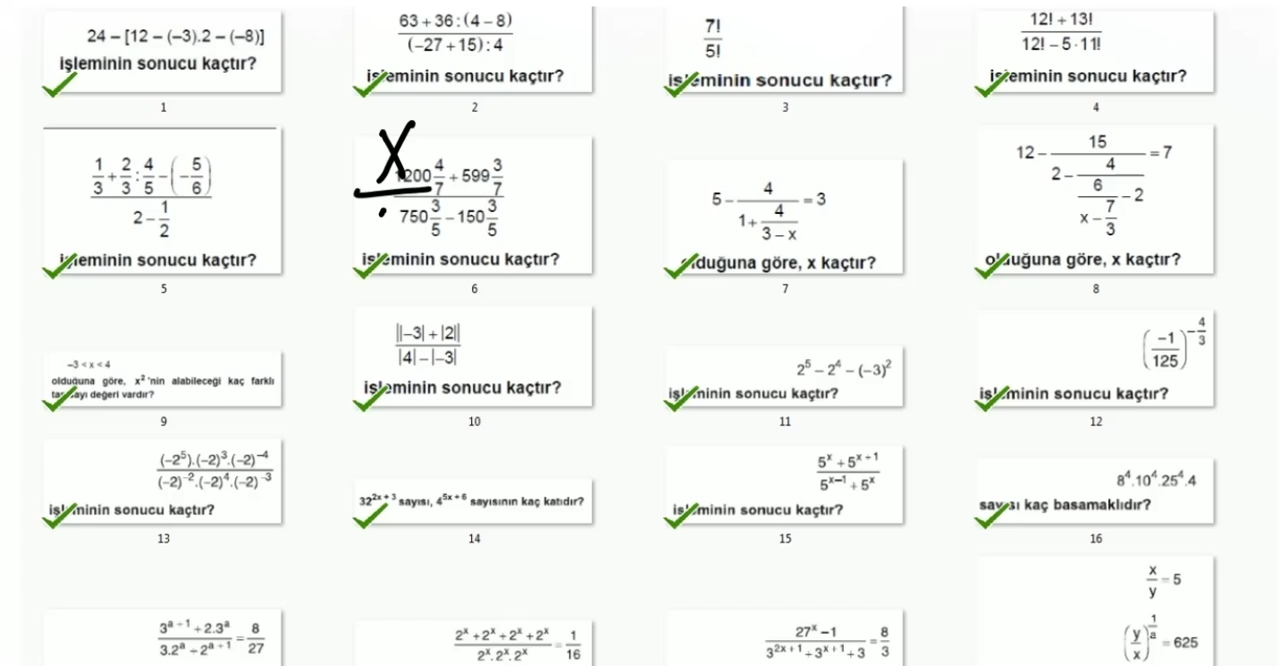 24 – [12 – (–3).2 – (–8)]
işleminin sonucu kaçtır?
1
63 + 36 : (4 – 8)
(–27 + 15) : 4
işleminin sonucu kaçtır?
2
7!
5!
işleminin sonucu kaçtır?
3
12! + 13!
12! – 5 · 11!
işleminin sonucu kaçtır?
4
1/3 + 2/3 : 4/5 – (–5/6)
2 – 1/2
işleminin sonucu kaçtır?
5
X
1200 4/7 + 599 3/7
750 3/5 – 150 3/5
işleminin sonucu kaçtır?
6
5 – 4/(1 + 4/(3 – x)) = 3
olduğuna göre, x kaçtır?
7
12 – 15/(2 – 4/(6/(x – 7/3) – 2)) = 7
olduğuna göre, x kaçtır?
8
–3 < x < 4
olduğuna göre, x² 'nin alabileceği kaç farklı
tamsayı değeri vardır?
9
||–3| + |2||
|4| – |–3|
işleminin sonucu kaçtır?
10
2⁵ – 2⁴ – (–3)²
işleminin sonucu kaçtır?
11
(–1/125)^(–4/3)
işleminin sonucu kaçtır?
12
(–2⁵).(–2)³.(–2)⁻⁴
(–2)⁻².(–2)⁴.(–2)⁻³
işleminin sonucu kaçtır?
13
32^(2x + 3) sayısı, 4^(5x + 6) sayısının kaç katıdır?
14
5^x + 5^(x + 1)
5^(x–1) + 5^x
işleminin sonucu kaçtır?
15
8⁴.10⁴.25⁴.4
sayısı kaç basamaklıdır?
16
x/y = 5
(y/x)^(1/a) = 625
3^(a + 1) + 2.3^a
3.2^a + 2^(a + 1)
= 8/27
2^x + 2^x + 2^x + 2^x
2^x. 2^x. 2^x
= 1/16
27^x – 1
3^(2x + 1) + 3^(x + 1) + 3
= 8/3